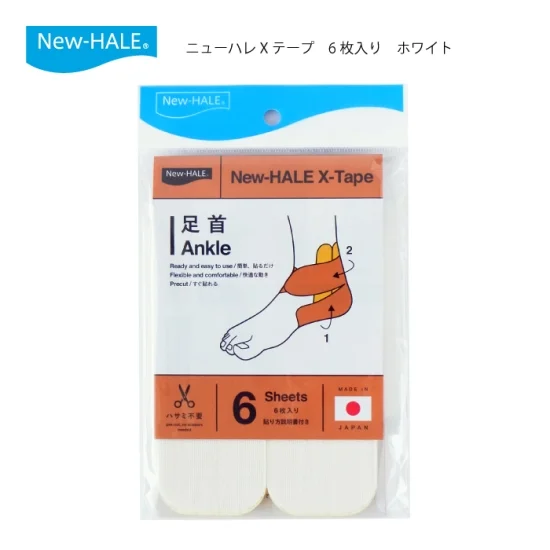 New-HALE®
ニューハレXテープ　6枚入り　ホワイト
New-HALE®
New-HALE.
New-HALE X-Tape
足首
Ankle
Ready and easy to use / 簡単、貼るだけ
Flexible and comfortable / 快適な動き
Precut / すぐ貼れる
2
1
ハサミ不要
6 Sheets
6枚入り
貼り方説明書付き
MADE IN
JAPAN